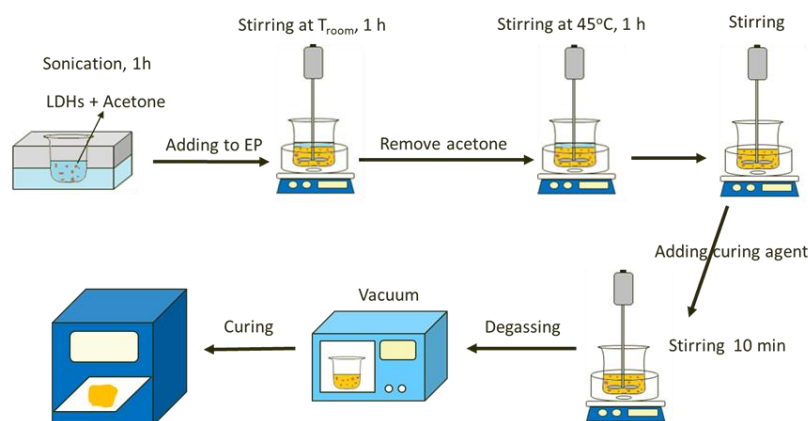 Sonication, 1h
LDHs + Acetone
Adding to EP
Stirring at Troom, 1 h
Remove acetone
Stirring at 45°C, 1 h
Stirring
Adding curing agent
Stirring 10 min
Degassing
Vacuum
Curing